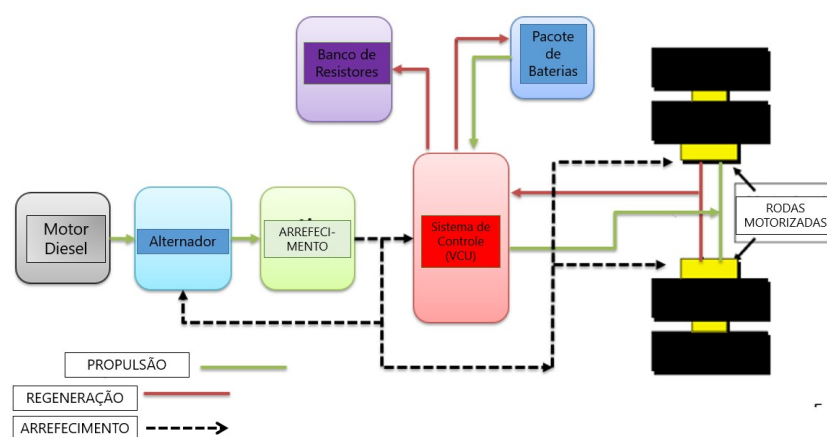 Banco de
Resistores
Pacote
de
Baterias
Motor
Diesel
Alternador
ARREFECI-
MENTO
Sistema de
Controle
(VCU)
RODAS
MOTORIZADAS
PROPULSÃO
REGENERAÇÃO
ARREFECIMENTO